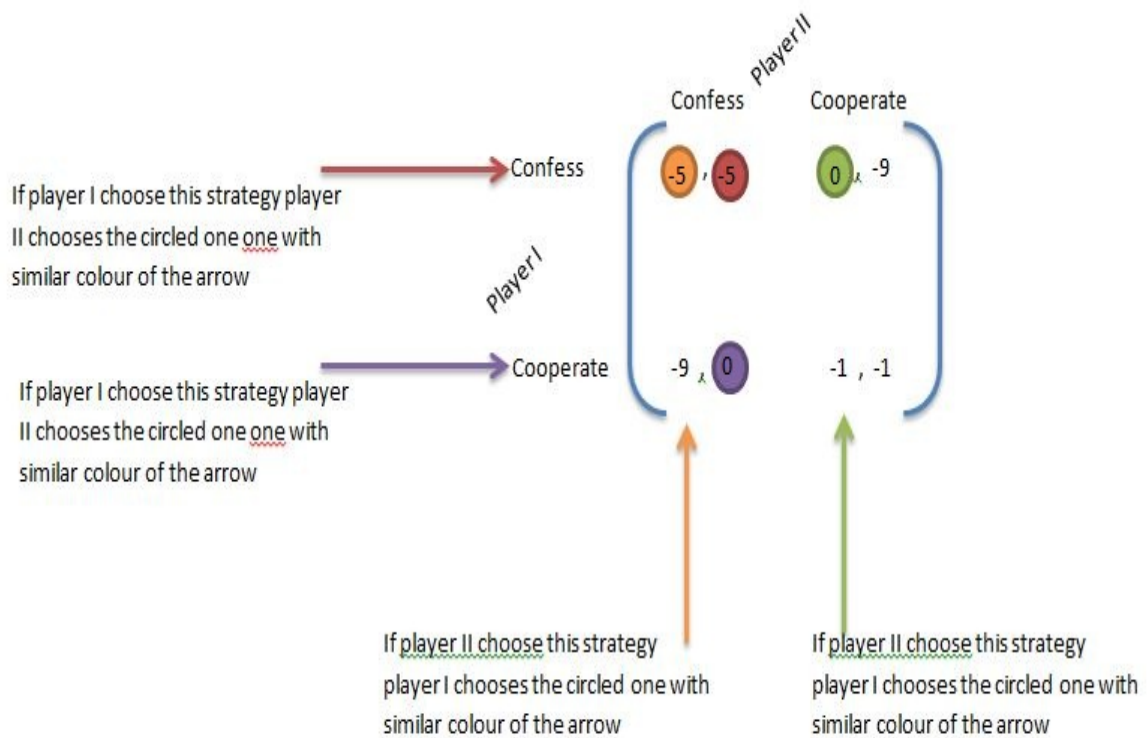 Player II
Confess Cooperate
Confess
-5 , -5 0 , -9
If player I choose this strategy player
II chooses the circled one one with
similar colour of the arrow
Player I
Cooperate
-9 , 0 -1 , -1
If player I choose this strategy player
II chooses the circled one one with
similar colour of the arrow
If player II choose this strategy
player I chooses the circled one with
similar colour of the arrow
If player II choose this strategy
player I chooses the circled one with
similar colour of the arrow